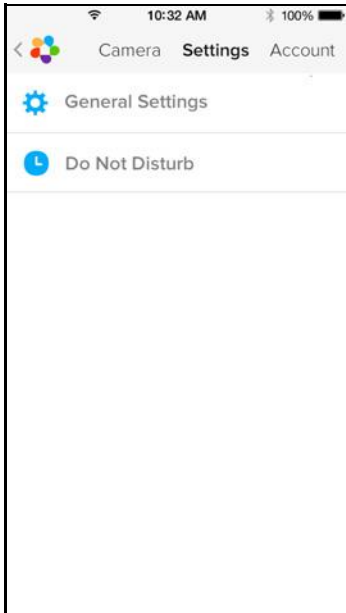 10:32 AM 100%
Camera Settings Account
General Settings
Do Not Disturb